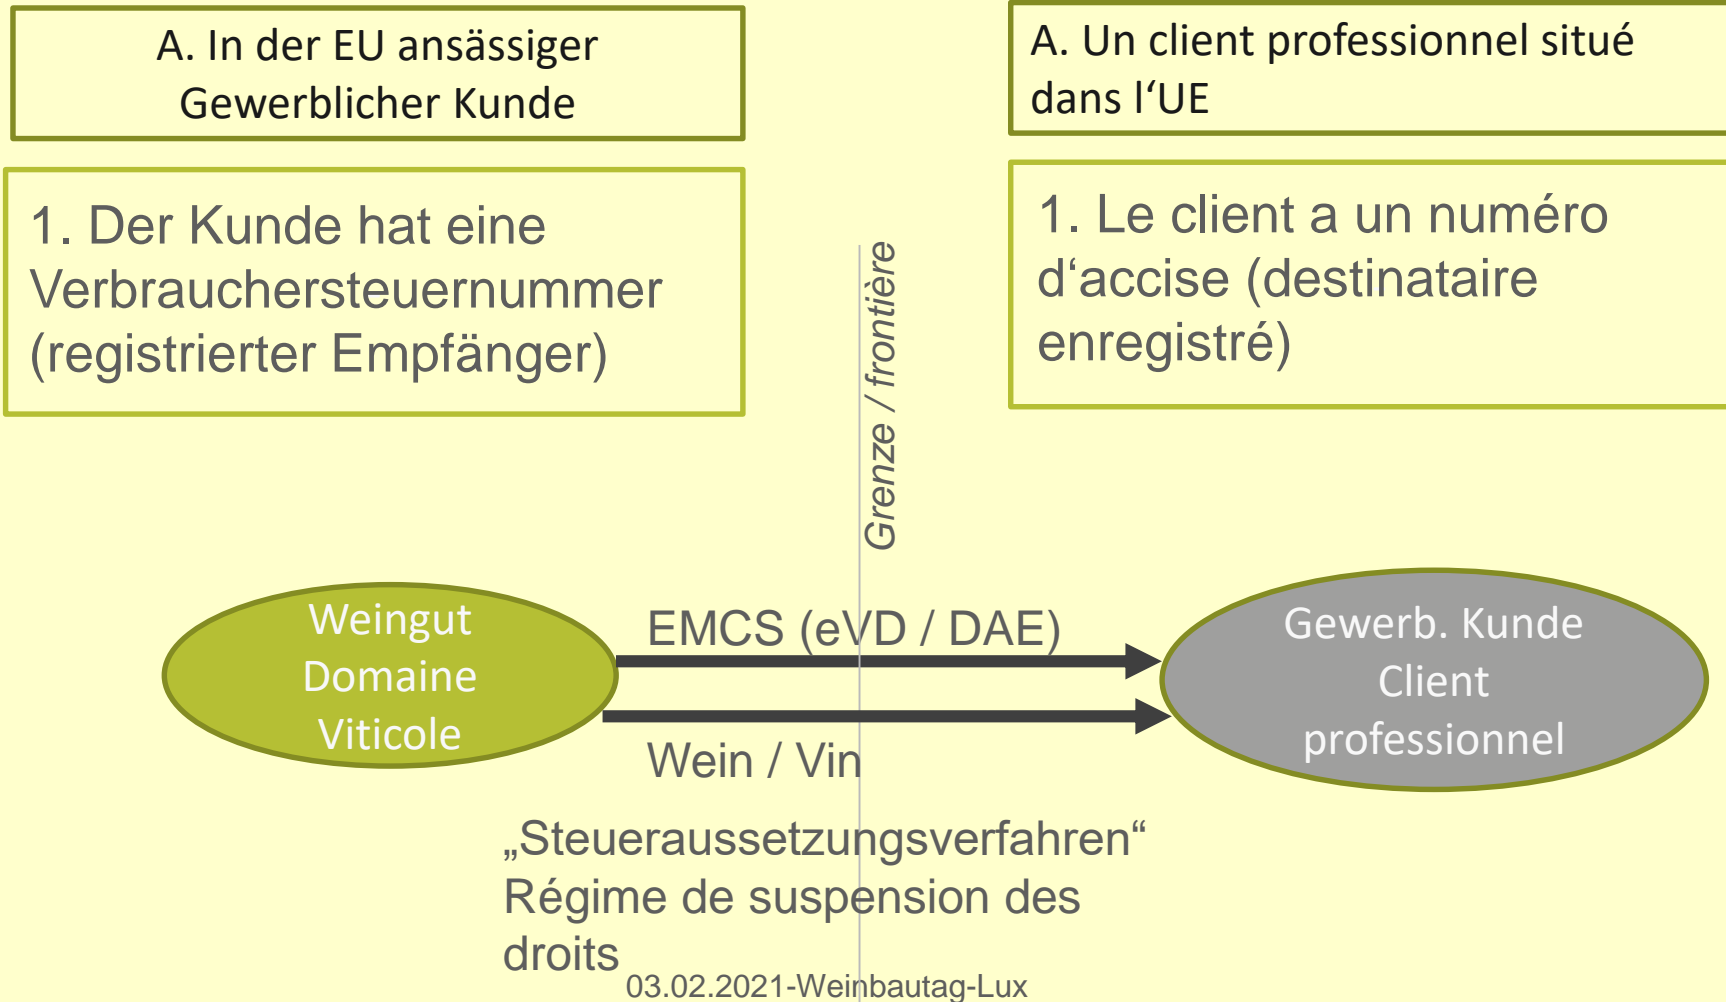 A. In der EU ansässiger
Gewerblicher Kunde
A. Un client professionnel situé
dans l‘UE
1. Der Kunde hat eine
Verbrauchersteuernummer
(registrierter Empfänger)
1. Le client a un numéro
d‘accise (destinataire
enregistré)
Grenze / frontière
Weingut
Domaine
Viticole
EMCS (eVD / DAE)
Wein / Vin
Gewerb. Kunde
Client
professionnel
„Steueraussetzungsverfahren“
Régime de suspension des
droits
03.02.2021-Weinbautag-Lux